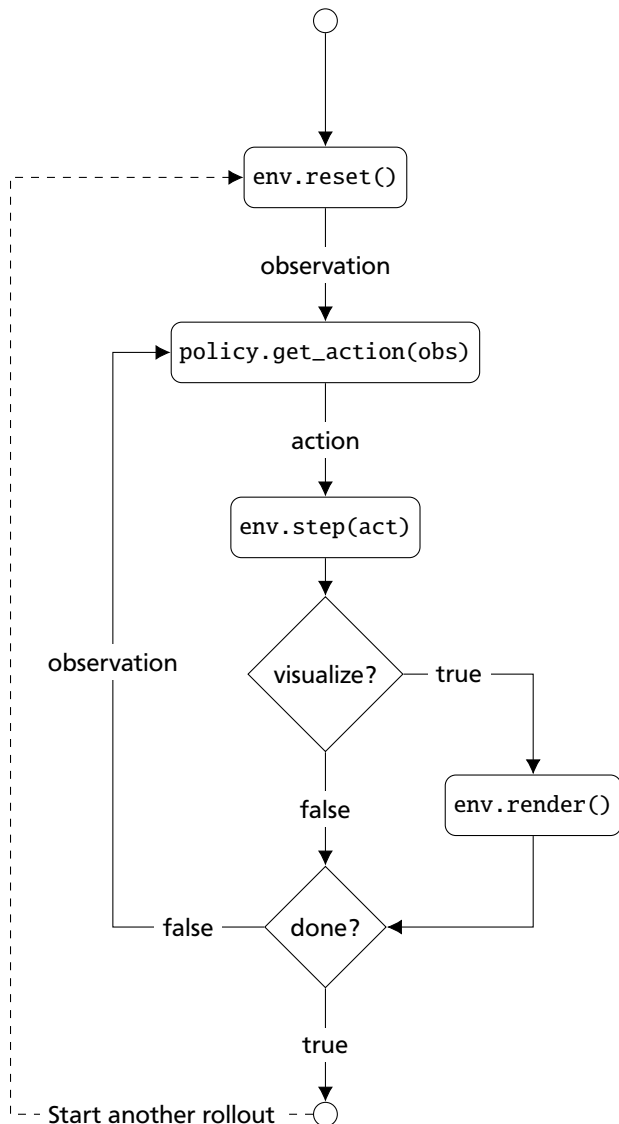 env.reset()
observation
policy.get_action(obs)
action
env.step(act)
observation
visualize?
true
false
env.render()
false
done?
true
Start another rollout